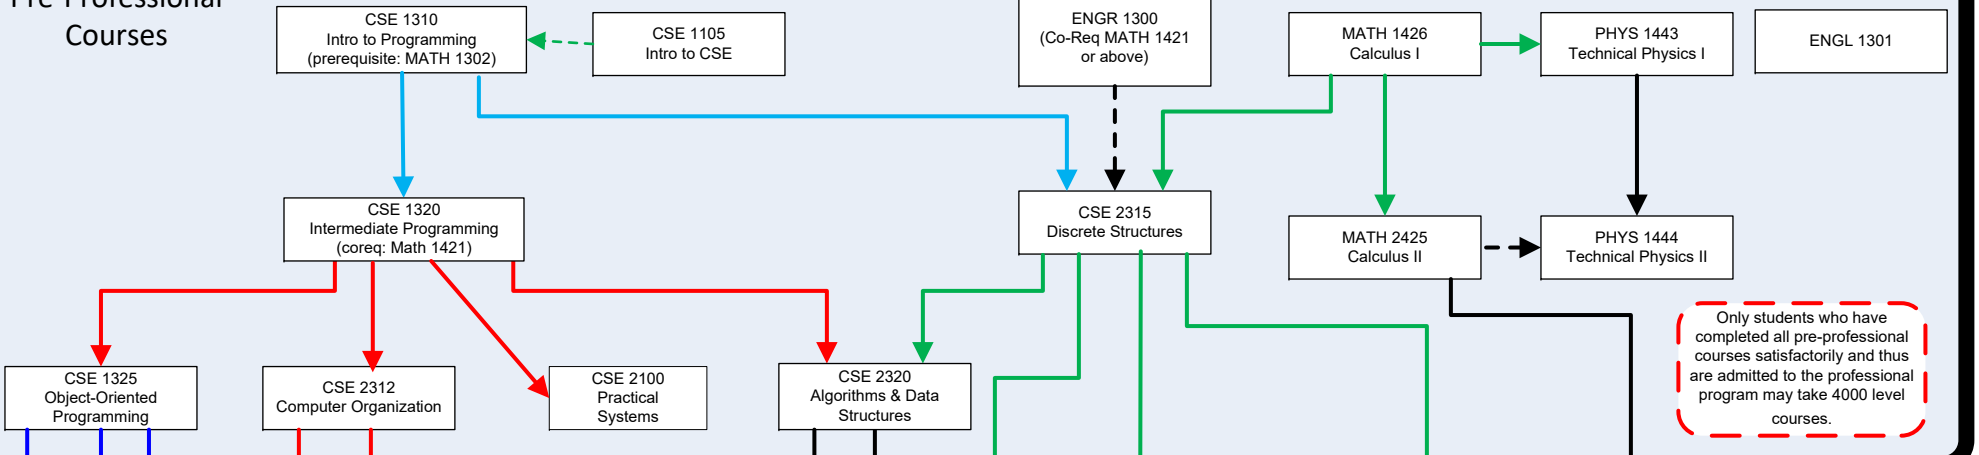 Pre-Professional
Courses
CSE 1310
Intro to Programming
(prerequisite: MATH 1302)
CSE 1105
Intro to CSE
ENGR 1300
(Co-Req MATH 1421
or above)
MATH 1426
Calculus I
PHYS 1443
Technical Physics I
ENGL 1301
CSE 1320
Intermediate Programming
(coreq: Math 1421)
CSE 2315
Discrete Structures
MATH 2425
Calculus II
PHYS 1444
Technical Physics II
Only students who have
completed all pre-professional
courses satisfactorily and thus
are admitted to the professional
program may take 4000 level
courses.
CSE 1325
Object-Oriented
Programming
CSE 2312
Computer Organization
CSE 2100
Practical
Systems
CSE 2320
Algorithms & Data
Structures